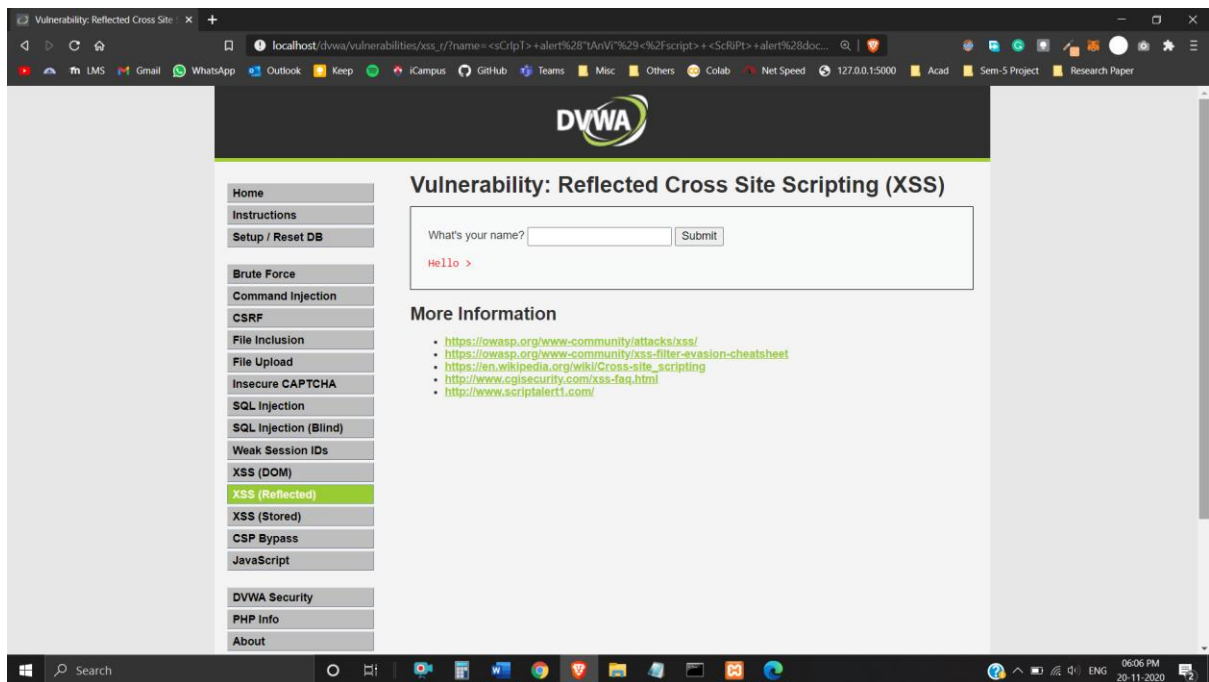 Vulnerability: Reflected Cross Site
localhost/dvwa/vulnerabilities/xss_r/?name=<sCrIpT>+alert%28"tAnVi"%29<%2Fscript>+<ScRiPt>+alert%28doc...
LMS Gmail WhatsApp Outlook Keep iCampus GitHub Teams Misc Others Colab Net Speed 127.0.0.1:5000 Acad Sem-5 Project Research Paper
DVWA
Home
Instructions
Setup / Reset DB
Brute Force
Command Injection
CSRF
File Inclusion
File Upload
Insecure CAPTCHA
SQL Injection
SQL Injection (Blind)
Weak Session IDs
XSS (DOM)
XSS (Reflected)
XSS (Stored)
CSP Bypass
JavaScript
DVWA Security
PHP Info
About
Vulnerability: Reflected Cross Site Scripting (XSS)
What's your name? Submit
Hello >
More Information
https://owasp.org/www-community/attacks/xss/
https://owasp.org/www-community/xss-filter-evasion-cheatsheet
https://en.wikipedia.org/wiki/Cross-site_scripting
http://www.cgisecurity.com/xss-faq.html
http://www.scriptalert1.com/
Search
ENG
06:06 PM
20-11-2020
2